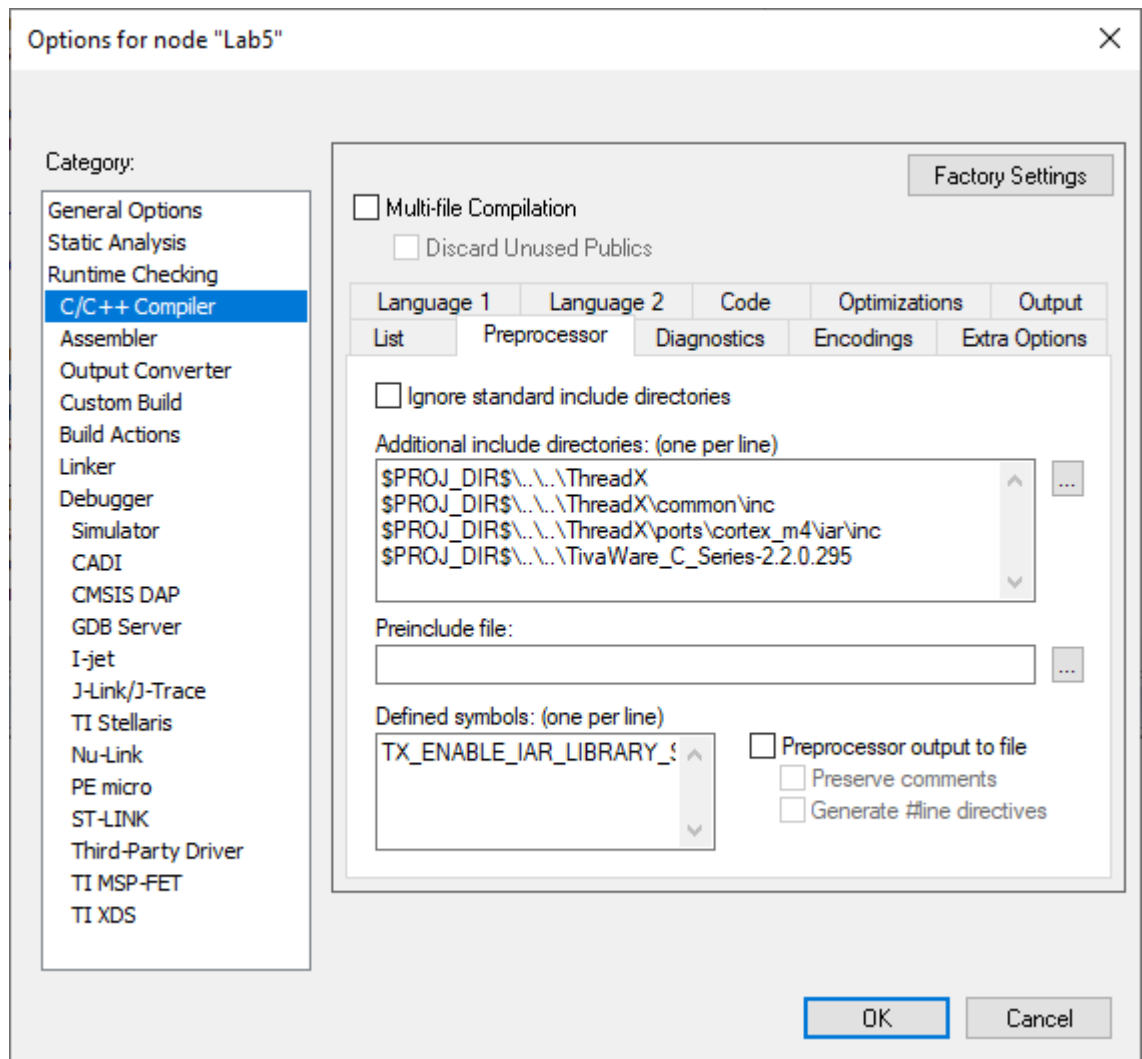 Options for node "Lab5"
Category:
General Options
Static Analysis
Runtime Checking
C/C++ Compiler
Assembler
Output Converter
Custom Build
Build Actions
Linker
Debugger
Simulator
CADI
CMSIS DAP
GDB Server
I-jet
J-Link/J-Trace
TI Stellaris
Nu-Link
PE micro
ST-LINK
Third-Party Driver
TI MSP-FET
TI XDS
Factory Settings
Multi-file Compilation
Discard Unused Publics
Language 1 Language 2 Code Optimizations Output
List Preprocessor Diagnostics Encodings Extra Options
Ignore standard include directories
Additional include directories: (one per line)
$PROJ_DIR$\..\..\ThreadX
$PROJ_DIR$\..\..\ThreadX\common\inc
$PROJ_DIR$\..\..\ThreadX\ports\cortex_m4\iar\inc
$PROJ_DIR$\..\..\TivaWare_C_Series-2.2.0.295
...
Preinclude file:
...
Defined symbols: (one per line)
TX_ENABLE_IAR_LIBRARY_
Preprocessor output to file
Preserve comments
Generate #line directives
OK Cancel